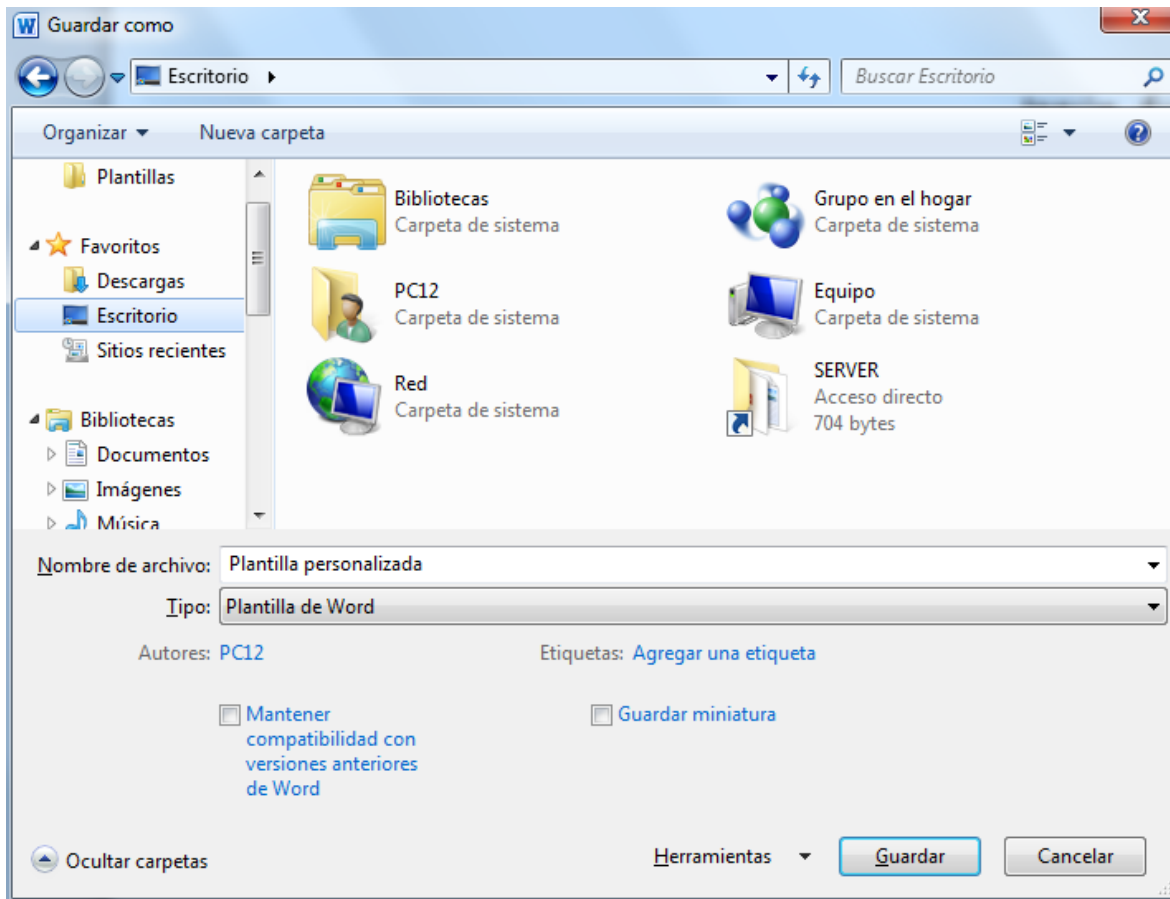 Guardar como
Escritorio
Buscar Escritorio
Organizar
Nueva carpeta
Plantillas
Favoritos
Descargas
Escritorio
Sitios recientes
Bibliotecas
Documentos
Imágenes
Música
Bibliotecas
Carpeta de sistema
Grupo en el hogar
Carpeta de sistema
PC12
Carpeta de sistema
Equipo
Carpeta de sistema
Red
Carpeta de sistema
SERVER
Acceso directo
704 bytes
Nombre de archivo: Plantilla personalizada
Tipo: Plantilla de Word
Autores: PC12
Etiquetas: Agregar una etiqueta
Mantener
compatibilidad con
versiones anteriores
de Word
Guardar miniatura
Ocultar carpetas
Herramientas
Guardar
Cancelar